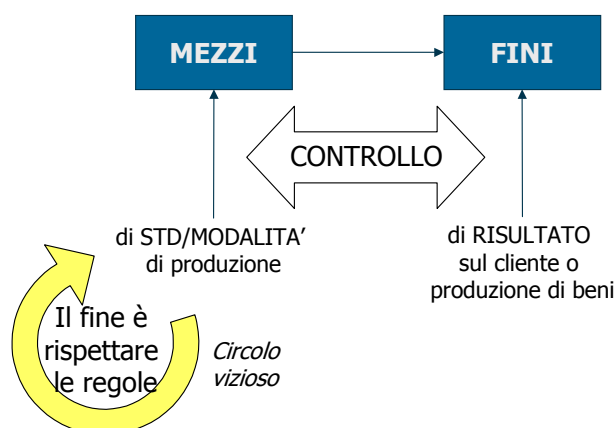 MEZZI
FINI
CONTROLLO
di STD/MODALITA’
di produzione
di RISULTATO
sul cliente o
produzione di beni
Il fine è
rispettare
le regole
Circolo
vizioso